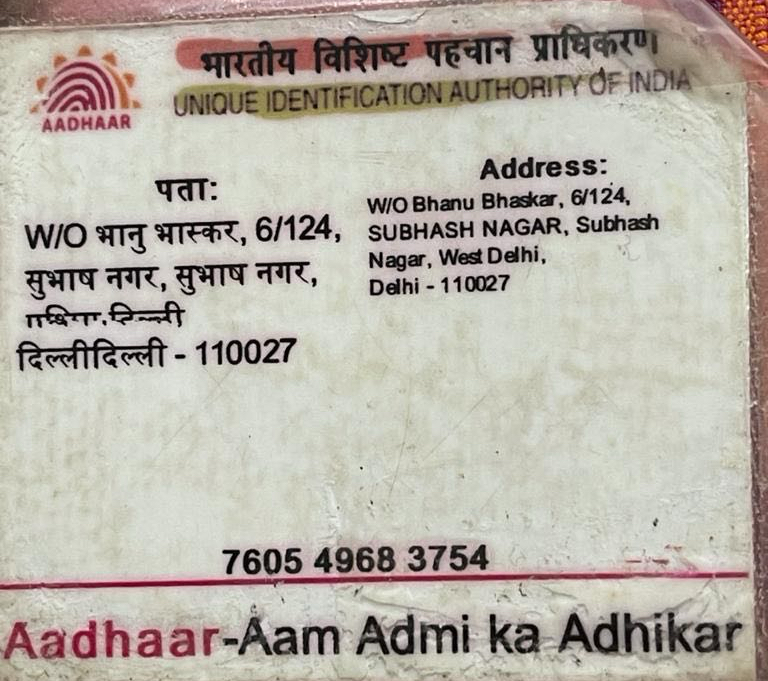 AADHAAR
भारतीय विशिष्ट पहचान प्राधिकरण
UNIQUE IDENTIFICATION AUTHORITY OF INDIA
पता:
W/O भानु भास्कर, 6/124,
सुभाष नगर, सुभाष नगर,
दिल्ली
दिल्लीदिल्ली - 110027
Address:
W/O Bhanu Bhaskar, 6/124,
SUBHASH NAGAR, Subhash
Nagar, West Delhi,
Delhi - 110027
7605 4968 3754
Aadhaar-Aam Admi ka Adhikar